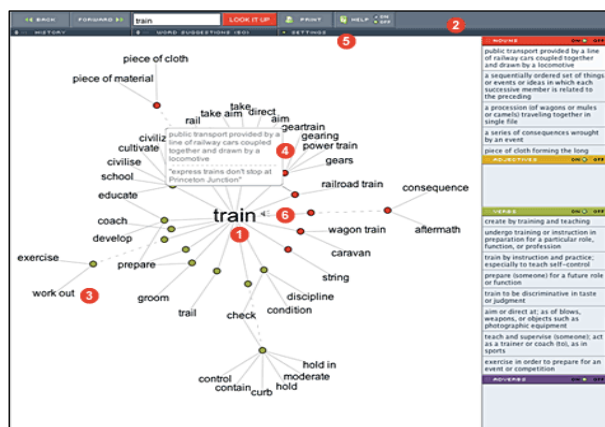 BACK
FORWARD
train
LOOK IT UP
PRINT
HELP
ON
OFF
2
HISTORY
WORD SUGGESTIONS (80)
SETTINGS
5
piece of cloth
piece of material
rail
take aim
take
direct
aim
geartrain
gearing
power train
gears
civiliz
cultivate
civilise
school
educate
public transport provided by a
line of railway cars coupled
together and drawn by a
locomotive
"express trains don't stop at
Princeton Junction"
4
railroad train
consequence
train
6
1
aftermath
wagon train
caravan
string
coach
develop
exercise
prepare
work out
3
groom
trail
discipline
condition
check
hold in
moderate
hold
curb
contain
control
NOUNS
ON
OFF
public transport provided by a line
of railway cars coupled together
and drawn by a locomotive
a sequentially ordered set of things
or events or ideas in which each
successive member is related to
the preceding
a procession (of wagons or mules
or camels) traveling together in
single file
a series of consequences wrought
by an event
piece of cloth forming the long
ADJECTIVES
ON
OFF
VERBS
ON
OFF
create by training and teaching
undergo training or instruction in
preparation for a particular role,
function, or profession
train by instruction and practice;
especially to teach self-control
prepare (someone) for a future role
or function
train to be discriminative in taste
or judgment
aim or direct at; as of blows,
weapons, or objects such as
photographic equipment
teach and supervise (someone); act
as a trainer or coach (to), as in
sports
exercise in order to prepare for an
event or competition
ADVERBS
ON
OFF